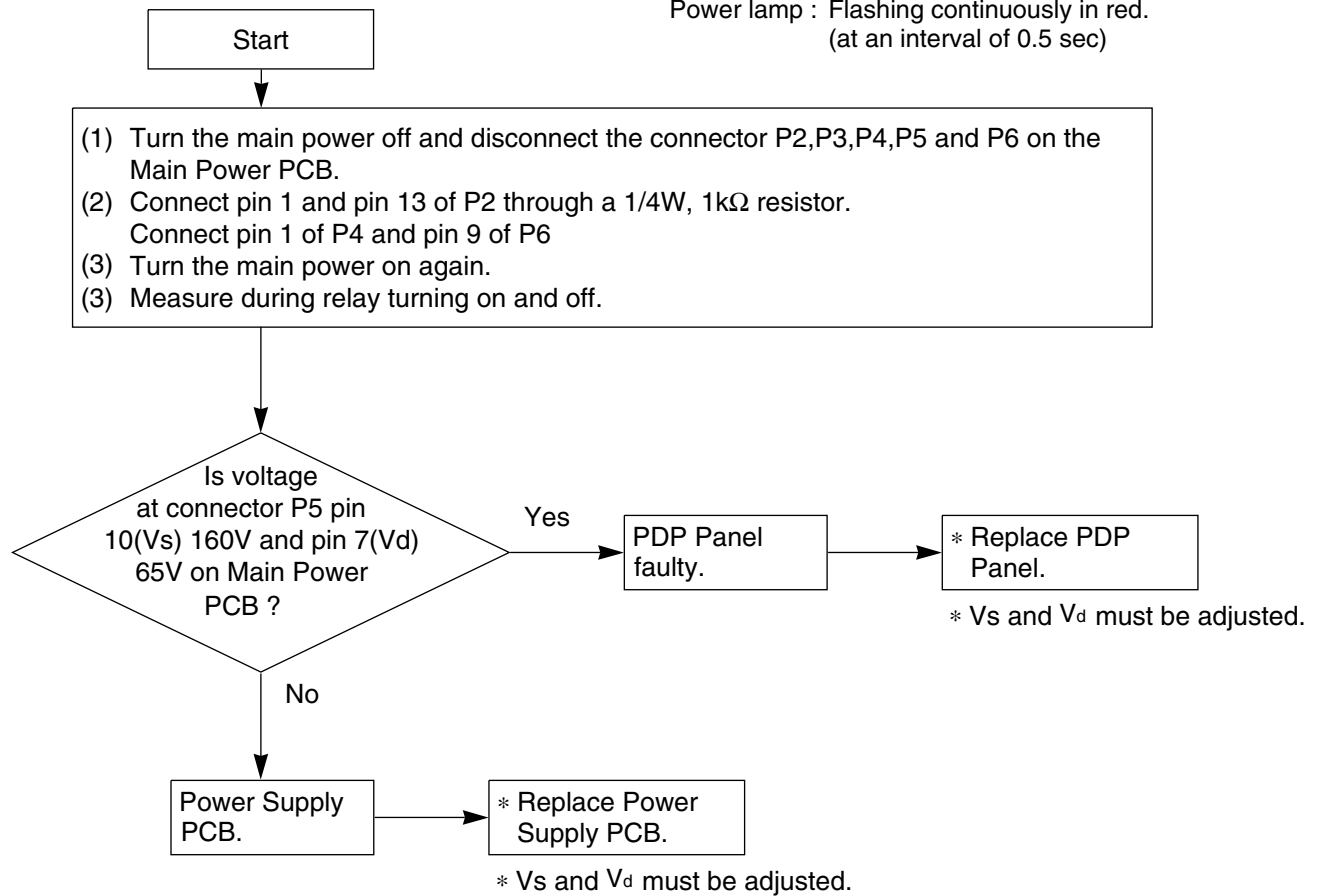 Power lamp : Flashing continuously in red.
(at an interval of 0.5 sec)
Start
(1) Turn the main power off and disconnect the connector P2,P3,P4,P5 and P6 on the
Main Power PCB.
(2) Connect pin 1 and pin 13 of P2 through a 1/4W, 1kΩ resistor.
Connect pin 1 of P4 and pin 9 of P6
(3) Turn the main power on again.
(3) Measure during relay turning on and off.
Is voltage
at connector P5 pin
10(Vs) 160V and pin 7(Vd)
65V on Main Power
PCB ?
Yes
PDP Panel
faulty.
* Replace PDP
Panel.
* Vs and Vd must be adjusted.
No
Power Supply
PCB.
* Replace Power
Supply PCB.
* Vs and Vd must be adjusted.